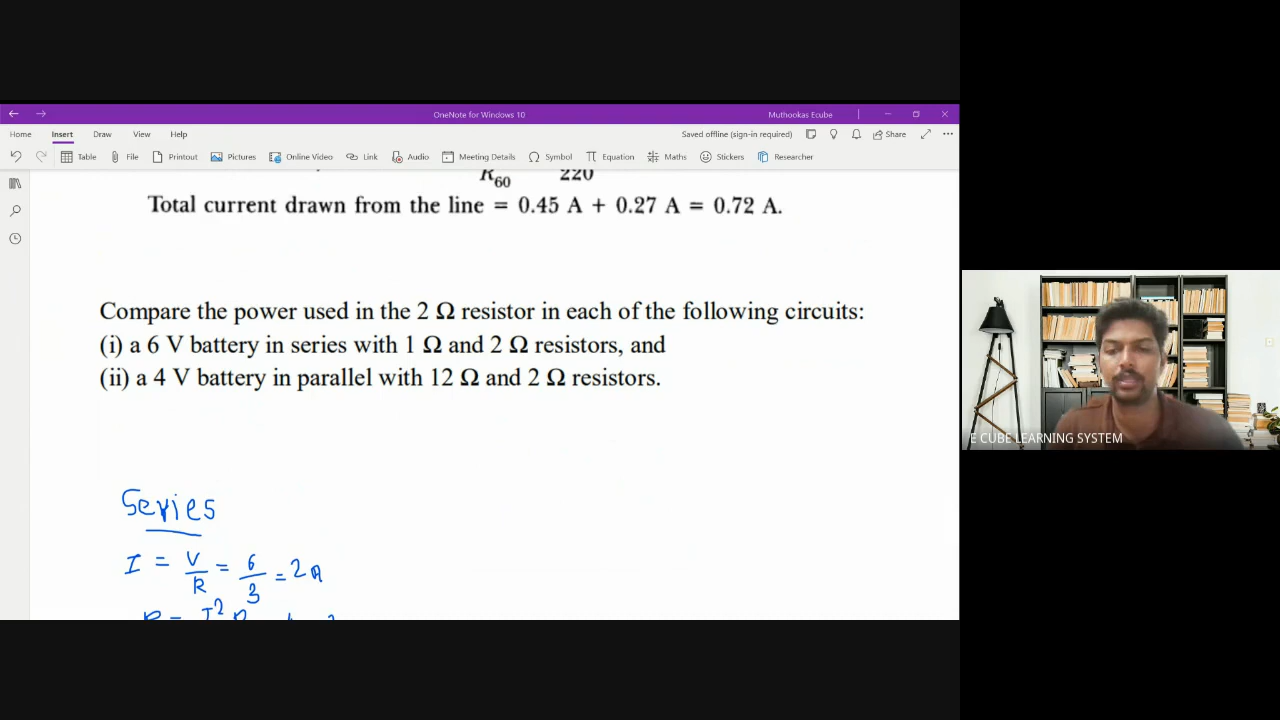 OneNote for Windows 10
Muthookas Ecube
Home Insert Draw View Help
Saved offline (sign-in required)
Share
Table File Printout Pictures Online Video Link Audio Meeting Details Symbol Equation Maths Stickers Researcher
R60 220
Total current drawn from the line = 0.45 A + 0.27 A = 0.72 A.
Compare the power used in the 2 Ω resistor in each of the following circuits:
(i) a 6 V battery in series with 1 Ω and 2 Ω resistors, and
(ii) a 4 V battery in parallel with 12 Ω and 2 Ω resistors.
Series
I = V/R = 6/3 = 2A
E CUBE LEARNING SYSTEM